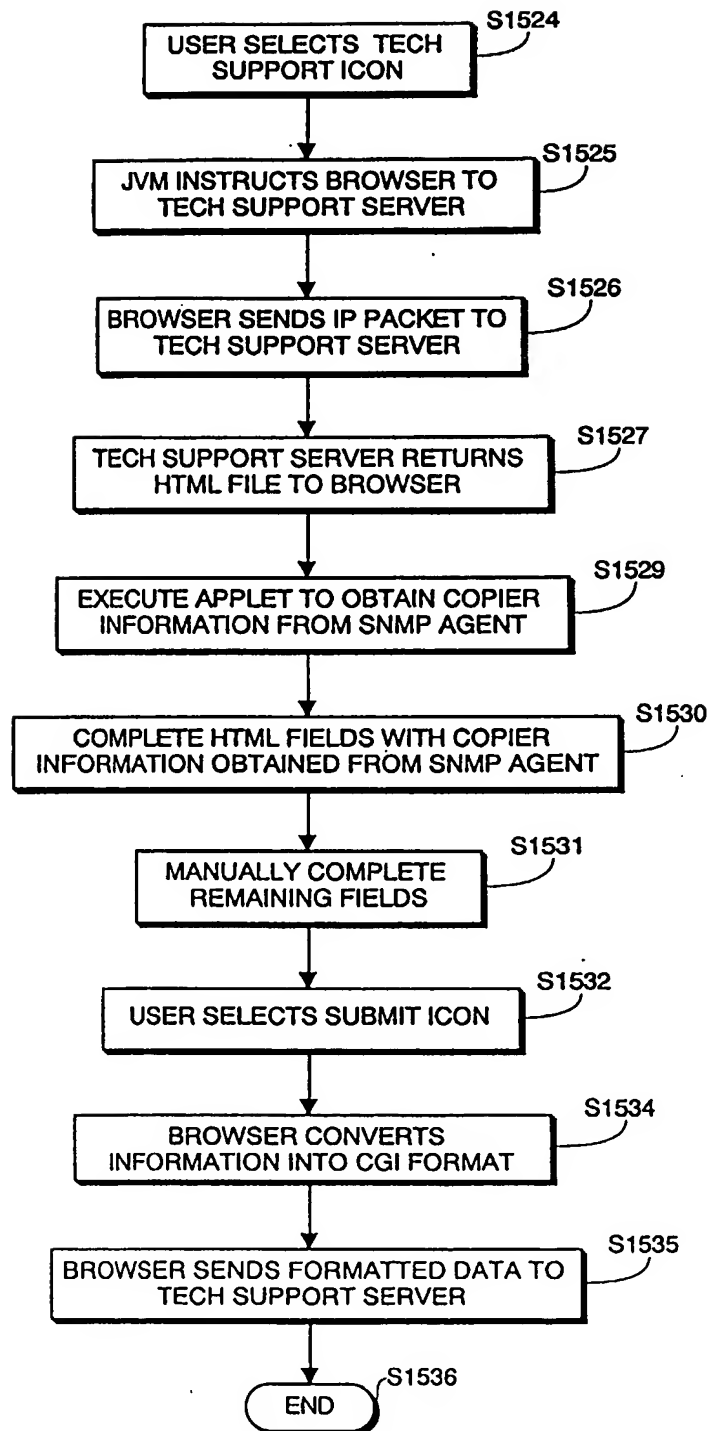 S1524
USER SELECTS TECH
SUPPORT ICON
S1525
JVM INSTRUCTS BROWSER TO
TECH SUPPORT SERVER
S1526
BROWSER SENDS IP PACKET TO
TECH SUPPORT SERVER
S1527
TECH SUPPORT SERVER RETURNS
HTML FILE TO BROWSER
S1529
EXECUTE APPLET TO OBTAIN COPIER
INFORMATION FROM SNMP AGENT
S1530
COMPLETE HTML FIELDS WITH COPIER
INFORMATION OBTAINED FROM SNMP AGENT
S1531
MANUALLY COMPLETE
REMAINING FIELDS
S1532
USER SELECTS SUBMIT ICON
S1534
BROWSER CONVERTS
INFORMATION INTO CGI FORMAT
S1535
BROWSER SENDS FORMATTED DATA TO
TECH SUPPORT SERVER
S1536
END